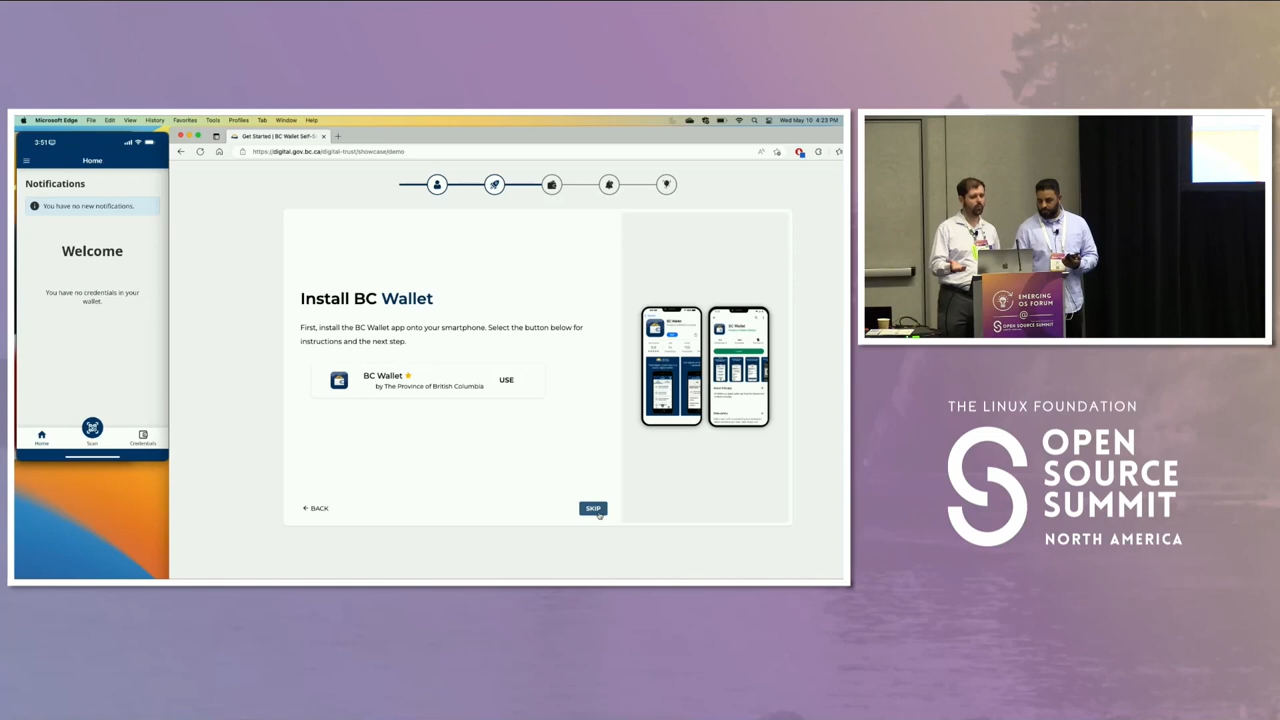 Microsoft Edge File Edit View History Favorites Tools Profiles Tab Window Help
Wed May 10 4:23 PM
3:51
Home
Notifications
You have no new notifications.
Welcome
You have no credentials in your
wallet.
Home
Scan
Credentials
Get Started | BC Wallet Self-S
https://digital.gov.bc.ca/digital-trust/showcase/demo
Install BC Wallet
First, install the BC Wallet app onto your smartphone. Select the button below for
instructions and the next step.
BC Wallet
by The Province of British Columbia
USE
BACK
SKIP
BC Wallet
BC Wallet
EMERGING
OS FORUM
@
OPEN SOURCE SUMMIT
THE LINUX FOUNDATION
OPEN
SOURCE
SUMMIT
NORTH AMERICA